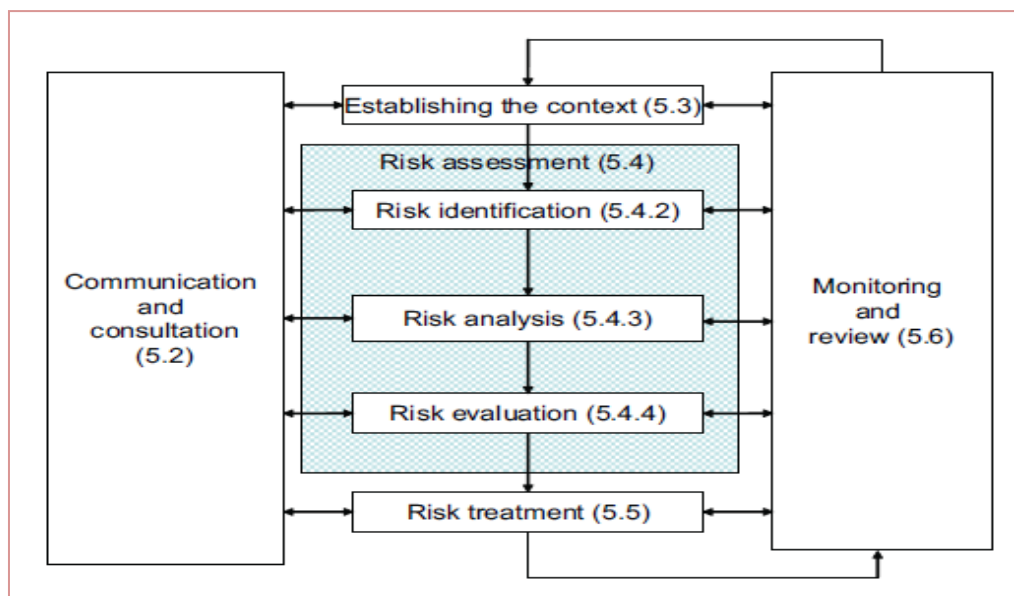 Establishing the context (5.3)
Risk assessment (5.4)
Risk identification (5.4.2)
Risk analysis (5.4.3)
Risk evaluation (5.4.4)
Risk treatment (5.5)
Communication
and
consultation
(5.2)
Monitoring
and
review (5.6)